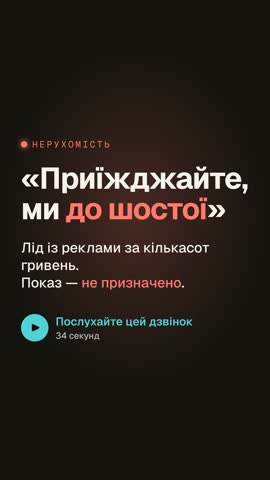 НЕРУХОМІСТЬ
«Приїжджайте,
ми до шостої»
Лід із реклами за кількасот
гривень.
Показ — не призначено.
Послухайте цей дзвінок
34 секунд